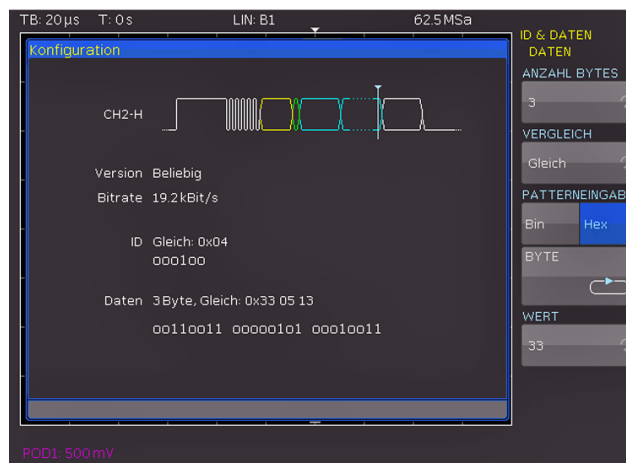 TB: 20 µs T: 0 s LIN: B1 62.5 MSa
ID & DATEN
DATEN
Konfiguration
ANZAHL BYTES
3
CH2-H
VERGLEICH
Gleich
Version Beliebig
Bitrate 19.2 kBit/s
PATTERNEINGAB
Bin Hex
ID Gleich: 0x04
000100
BYTE
Daten 3 Byte, Gleich: 0x33 05 13
00110011 00000101 00010011
WERT
33
POD1: 500 mV